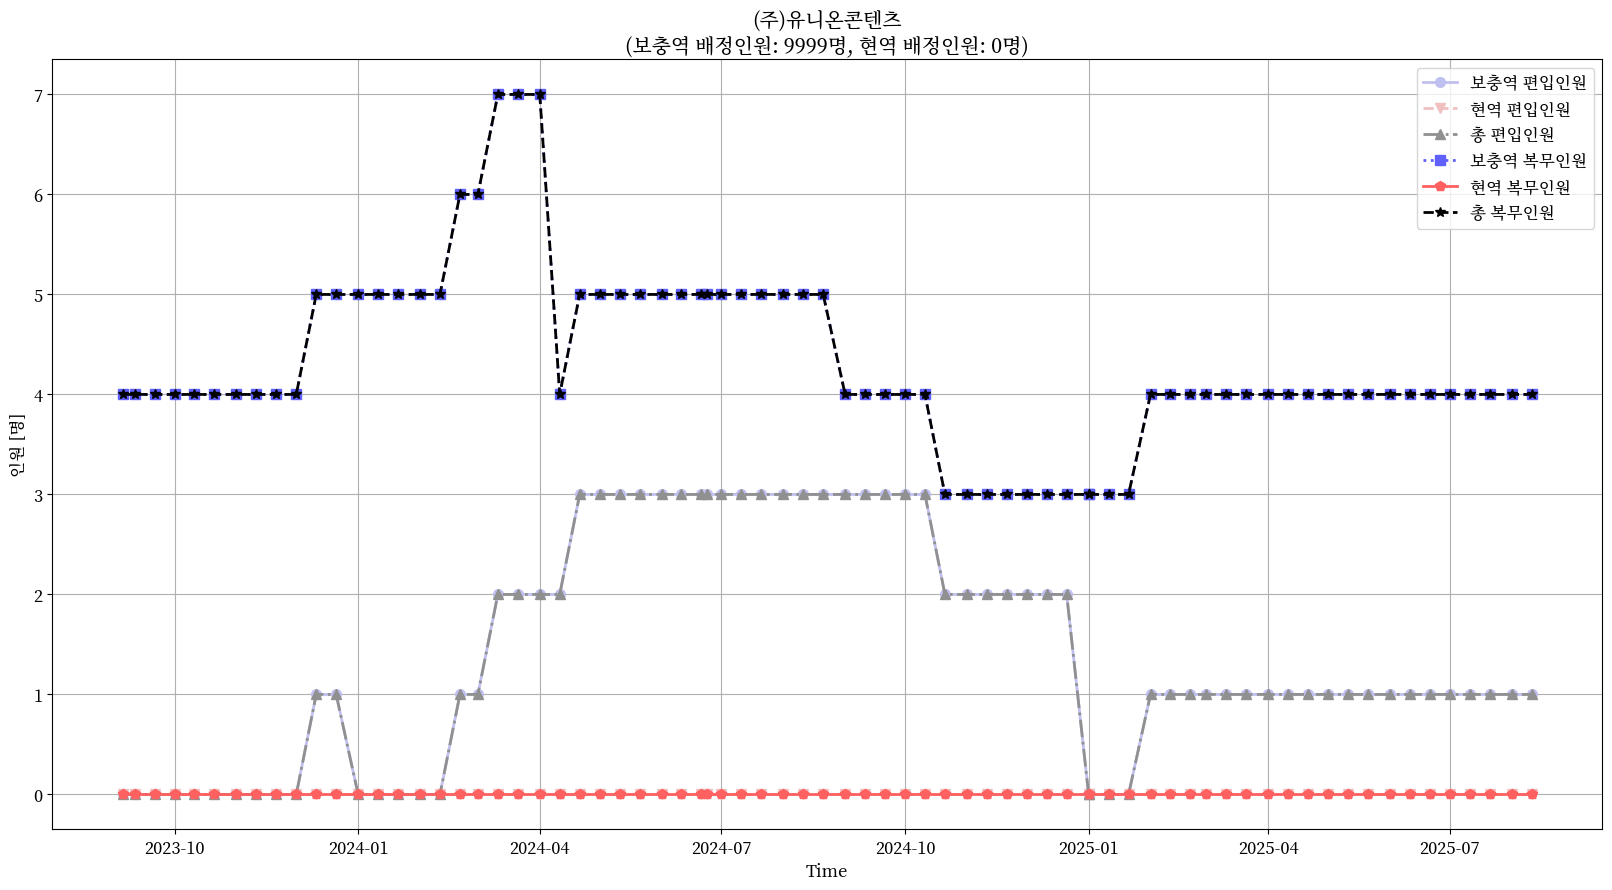 (주)유니온콘텐츠
(보충역 배정인원: 9999명, 현역 배정인원: 0명)
보충역 편입인원
현역 편입인원
총 편입인원
보충역 복무인원
현역 복무인원
총 복무인원
인원 [명]
7
6
5
4
3
2
1
0
2023-10
2024-01
2024-04
2024-07
2024-10
2025-01
2025-04
2025-07
Time